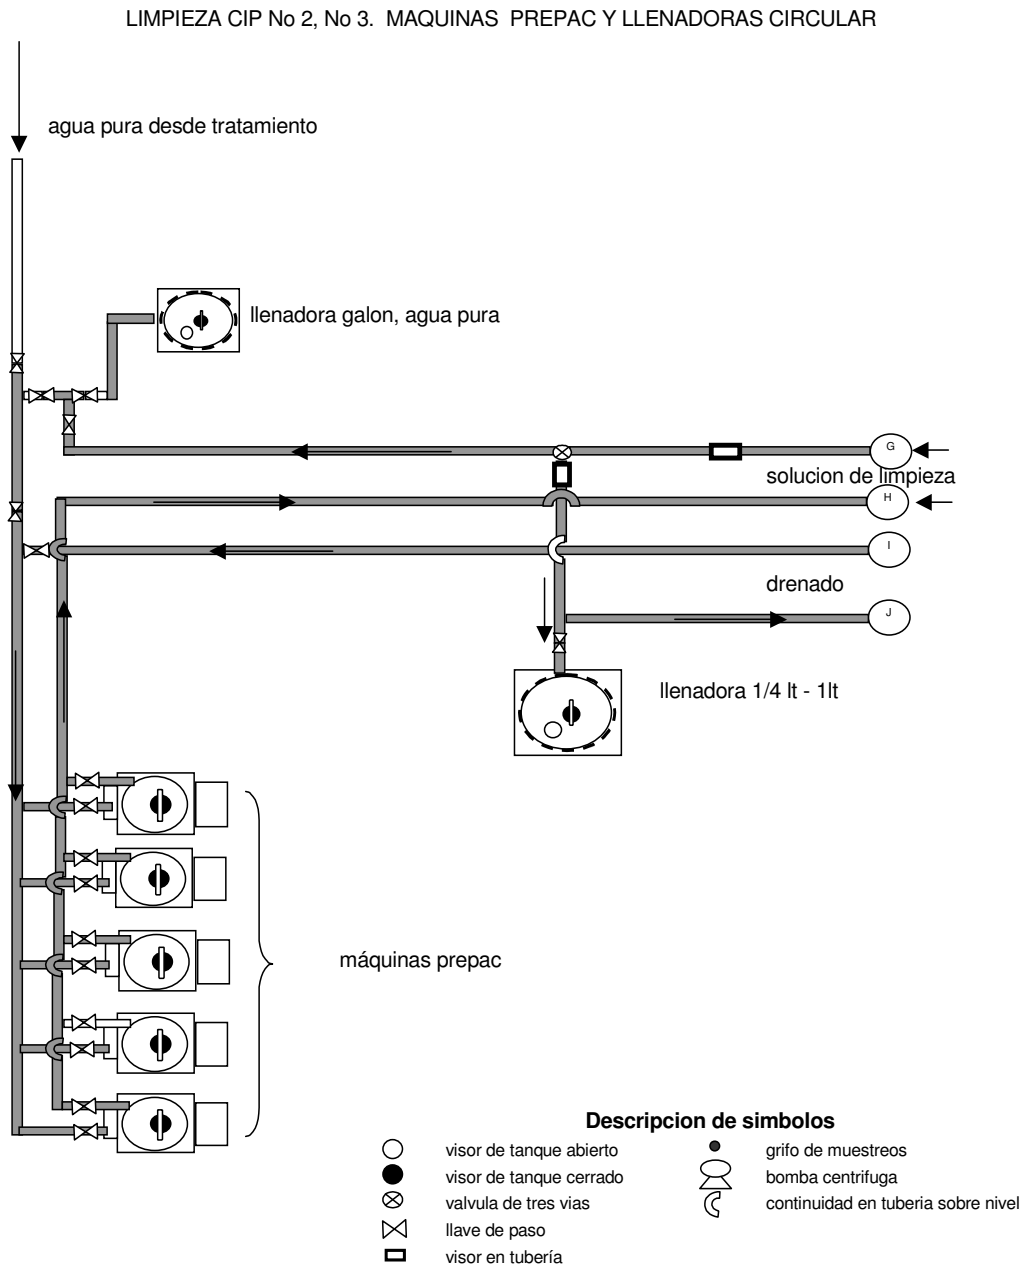 LIMPIEZA CIP No 2, No 3. MAQUINAS PREPAC Y LLENADORAS CIRCULAR
agua pura desde tratamiento
llenadora galon, agua pura
G
solucion de limpieza
H
I
drenado
J
llenadora 1/4 lt - 1lt
máquinas prepac
Descripcion de simbolos
visor de tanque abierto
grifo de muestreos
visor de tanque cerrado
bomba centrifuga
valvula de tres vias
continuidad en tuberia sobre nivel
llave de paso
visor en tubería